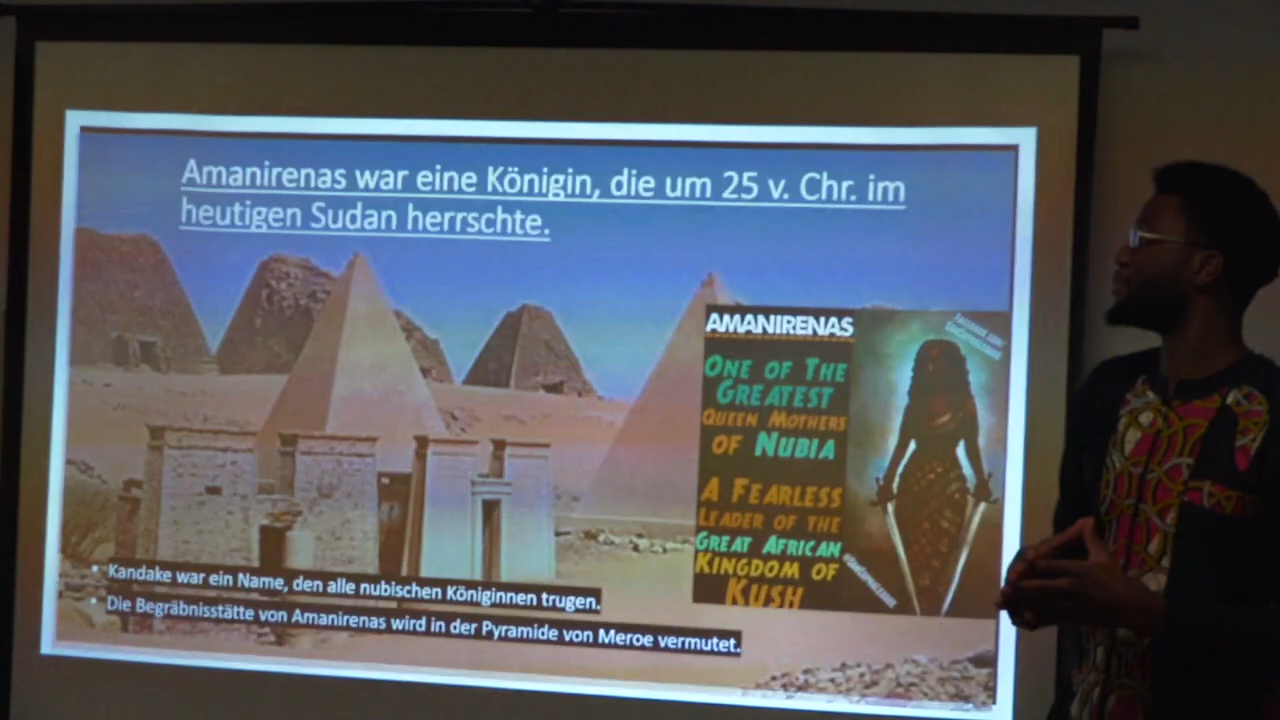 Amanirenas war eine Königin, die um 25 v. Chr. im
heutigen Sudan herrschte.
AMANIRENAS
ONE OF THE
GREATEST
QUEEN MOTHERS
OF NUBIA
A FEARLESS
LEADER OF THE
GREAT AFRICAN
KINGDOM OF
KUSH
• Kandake war ein Name, den alle nubischen Königinnen trugen.
• Die Begräbnisstätte von Amanirenas wird in der Pyramide von Meroe vermutet.